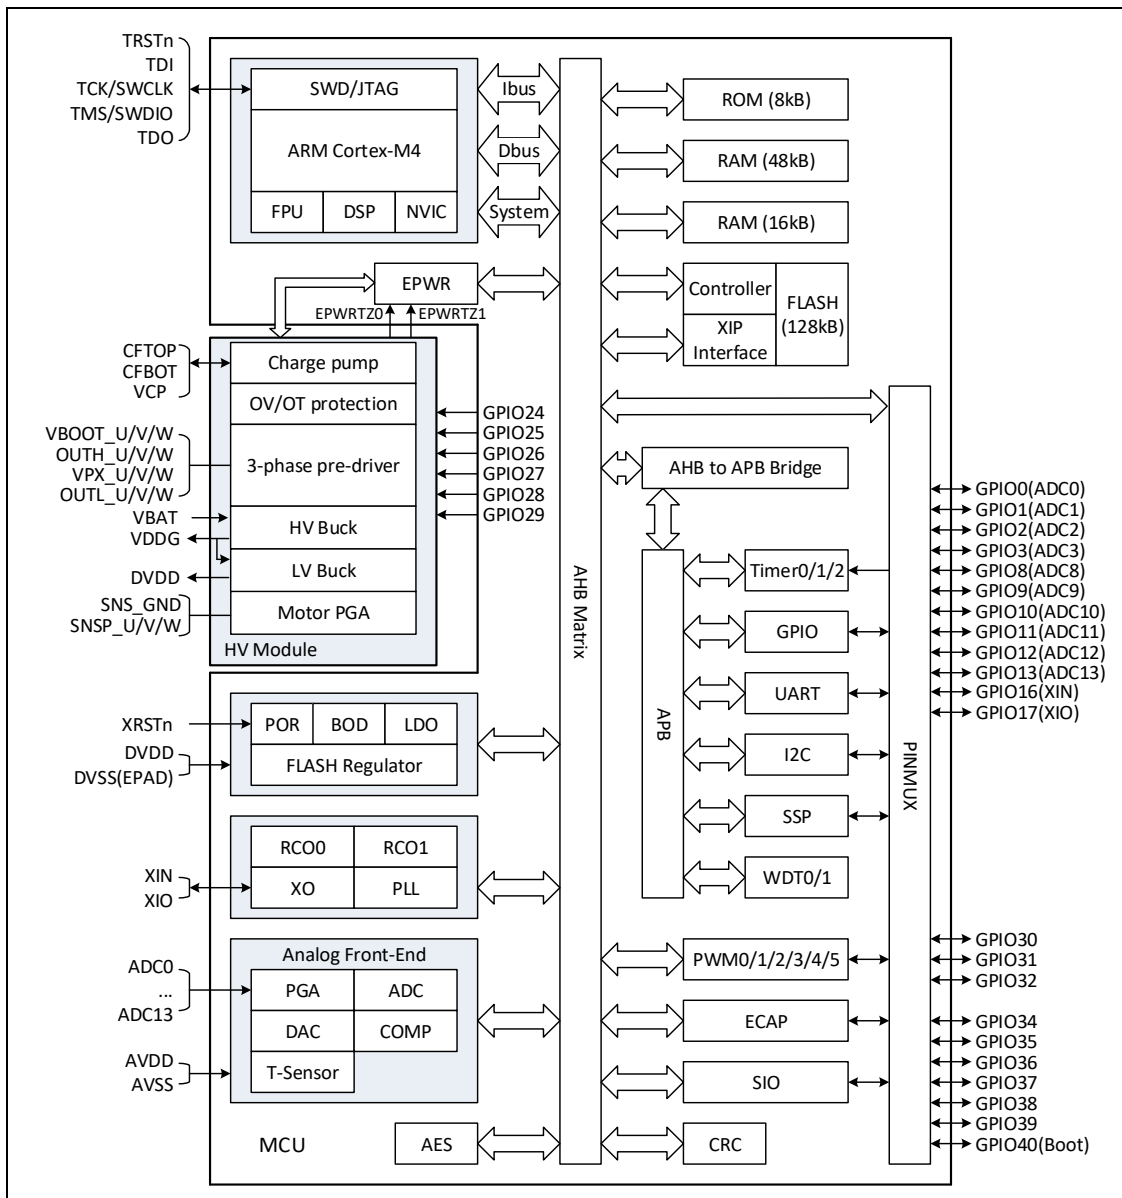 TRSTn
TDI
TCK/SWCLK
TMS/SWDIO
TDO
SWD/JTAG
ARM Cortex-M4
FPU
DSP
NVIC
Ibus
Dbus
System
ROM (8kB)
RAM (48kB)
RAM (16kB)
EPWR
EPWRTZ0
EPWRTZ1
Controller
XIP
Interface
FLASH
(128kB)
CFTOP
CFBOT
VCP
VBOOT_U/V/W
OUTH_U/V/W
VPX_U/V/W
OUTL_U/V/W
VBAT
VDDG
DVDD
SNS_GND
SNSP_U/V/W
Charge pump
OV/OT protection
3-phase pre-driver
HV Buck
LV Buck
Motor PGA
HV Module
GPIO24
GPIO25
GPIO26
GPIO27
GPIO28
GPIO29
AHB Matrix
AHB to APB Bridge
APB
Timer0/1/2
GPIO
UART
I2C
SSP
WDT0/1
PINMUX
GPIO0(ADC0)
GPIO1(ADC1)
GPIO2(ADC2)
GPIO3(ADC3)
GPIO8(ADC8)
GPIO9(ADC9)
GPIO10(ADC10)
GPIO11(ADC11)
GPIO12(ADC12)
GPIO13(ADC13)
GPIO16(XIN)
GPIO17(XIO)
XRSTn
DVDD
DVSS(EPAD)
POR
BOD
LDO
FLASH Regulator
XIN
XIO
RCO0
RCO1
XO
PLL
ADC0
...
ADC13
AVDD
AVSS
Analog Front-End
PGA
ADC
DAC
COMP
T-Sensor
PWM0/1/2/3/4/5
ECAP
SIO
GPIO30
GPIO31
GPIO32
GPIO34
GPIO35
GPIO36
GPIO37
GPIO38
GPIO39
GPIO40(Boot)
MCU
AES
CRC